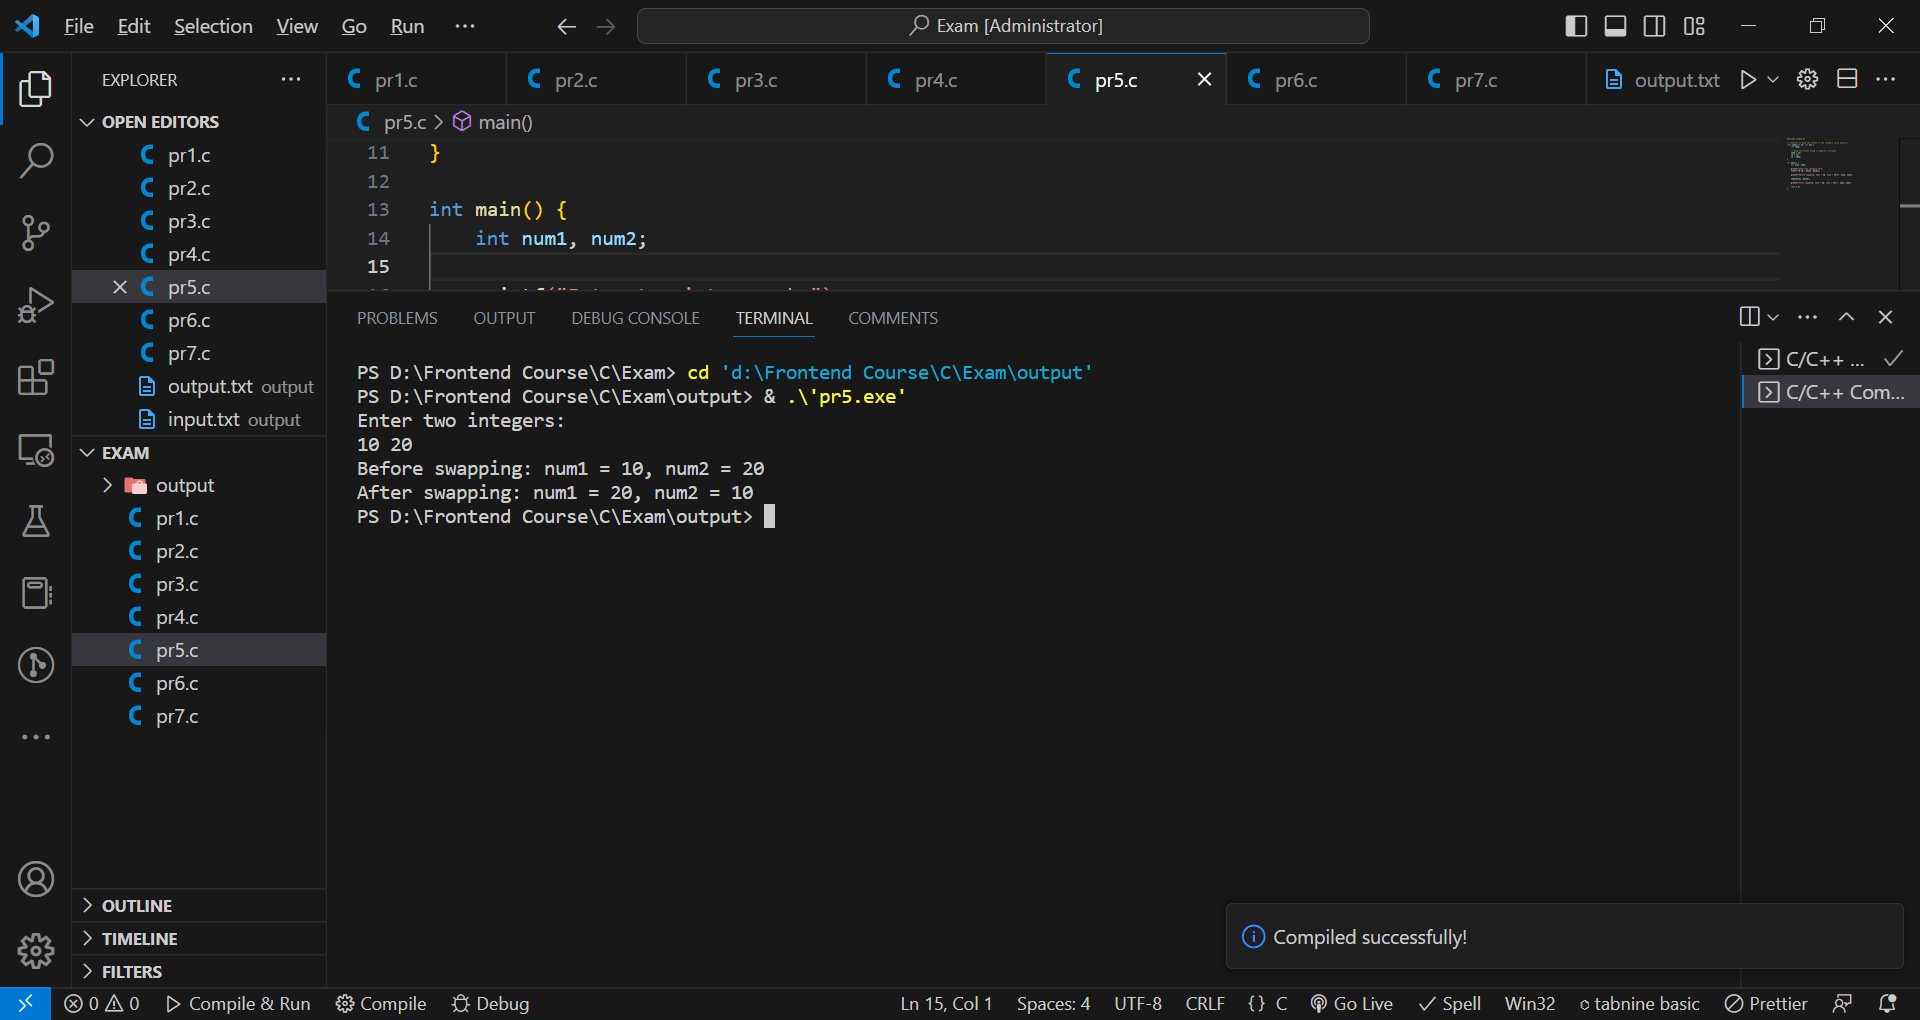 File Edit Selection View Go Run ··· Exam [Administrator]
EXPLORER ···
OPEN EDITORS
pr1.c
pr2.c
pr3.c
pr4.c
pr5.c
pr6.c
pr7.c
output.txt output
input.txt output
EXAM
output
pr1.c
pr2.c
pr3.c
pr4.c
pr5.c
pr6.c
pr7.c
OUTLINE
TIMELINE
FILTERS
pr1.c pr2.c pr3.c pr4.c pr5.c pr6.c pr7.c output.txt
pr5.c > main()
11 }
12
13 int main() {
14 int num1, num2;
15
PROBLEMS OUTPUT DEBUG CONSOLE TERMINAL COMMENTS
PS D:\Frontend Course\C\Exam> cd 'd:\Frontend Course\C\Exam\output'
PS D:\Frontend Course\C\Exam\output> & .\'pr5.exe'
Enter two integers:
10 20
Before swapping: num1 = 10, num2 = 20
After swapping: num1 = 20, num2 = 10
PS D:\Frontend Course\C\Exam\output>
C/C++ ...
C/C++ Com...
Compiled successfully!
0 0 Compile & Run Compile Debug Ln 15, Col 1 Spaces: 4 UTF-8 CRLF {} C Go Live Spell Win32 tabnine basic Prettier